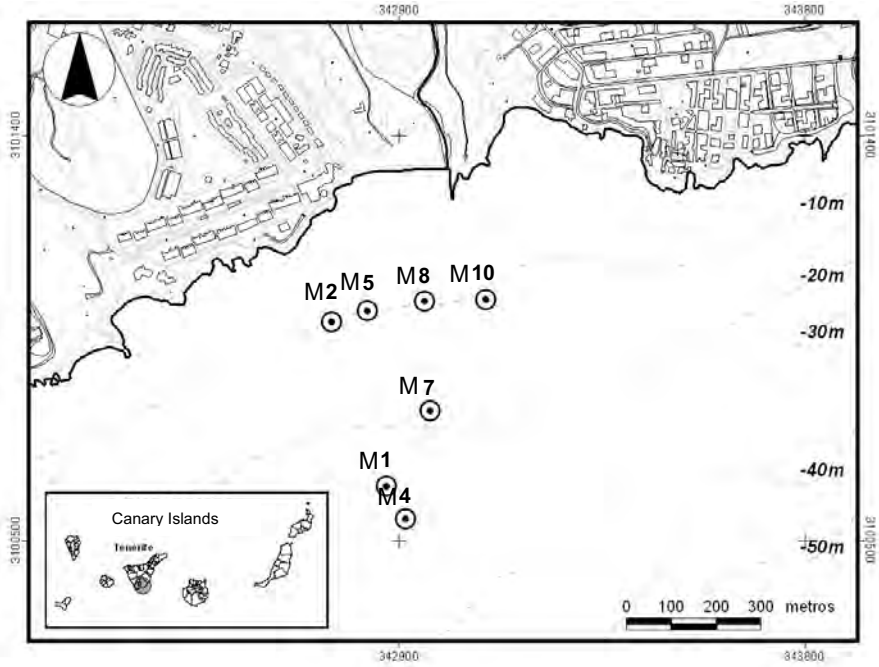 342900 343800
3101400 3101400
-10m
-20m
M2 M5 M8 M10
-30m
M7
M1
-40m
M4
Canary Islands
Tenerife
3100500 3100500
-50m
0 100 200 300 metros
342900 343800